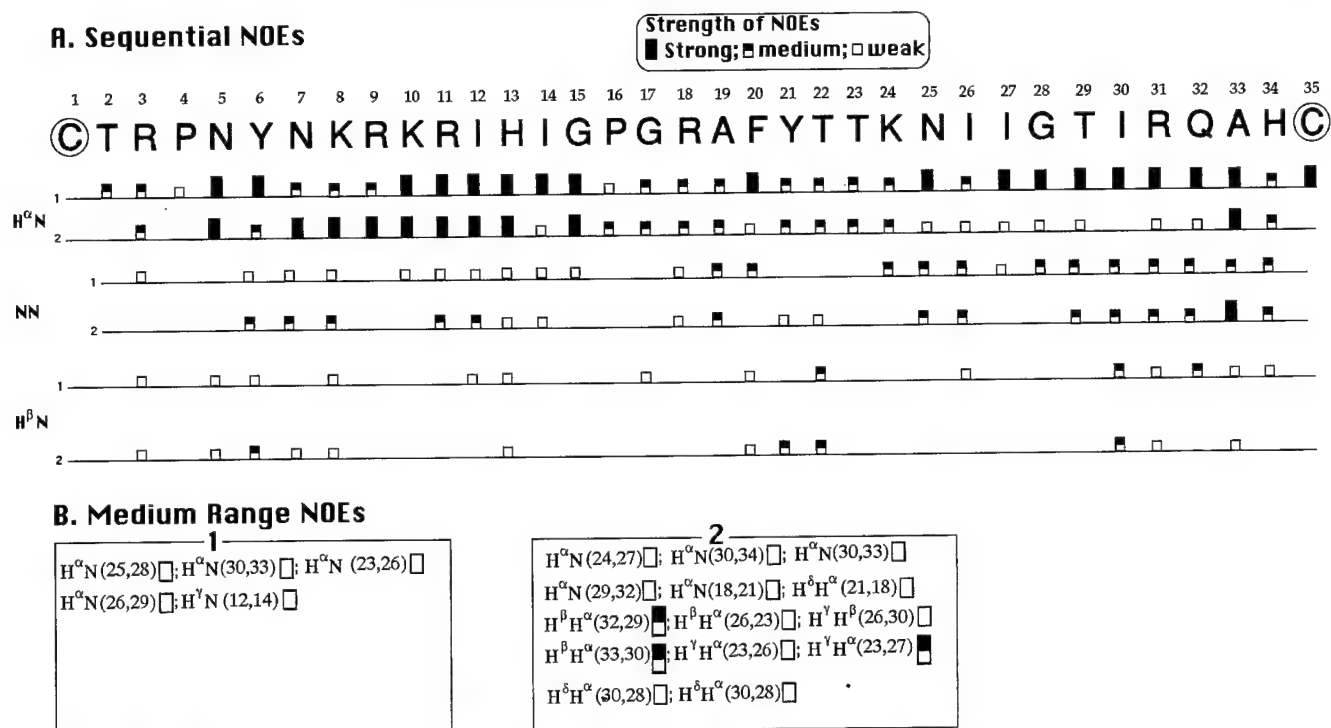 A. Sequential NOEs
Strength of NOEs
Strong; medium; weak
1 2 3 4 5 6 7 8 9 10 11 12 13 14 15 16 17 18 19 20 21 22 23 24 25 26 27 28 29 30 31 32 33 34 35
C T R P N Y N K R K R I H I G P G R A F Y T T K N I I G T I R Q A H C
1
HαN
2
1
NN
2
1
HβN
2
B. Medium Range NOEs
1
HαN(25,28)□; HαN(30,33)□; HαN (23,26)□
HαN(26,29)□; HγN (12,14)□
2
HαN(24,27)□; HαN(30,34)□; HαN(30,33)□
HαN(29,32)□; HαN(18,21)□; HδHα(21,18)□
HβHα(32,29); HβHα(26,23)□; HγHβ(26,30)□
HβHα(33,30); HγHα(23,26)□; HγHα(23,27)
HδHα(30,28)□; HδHα(30,28)□